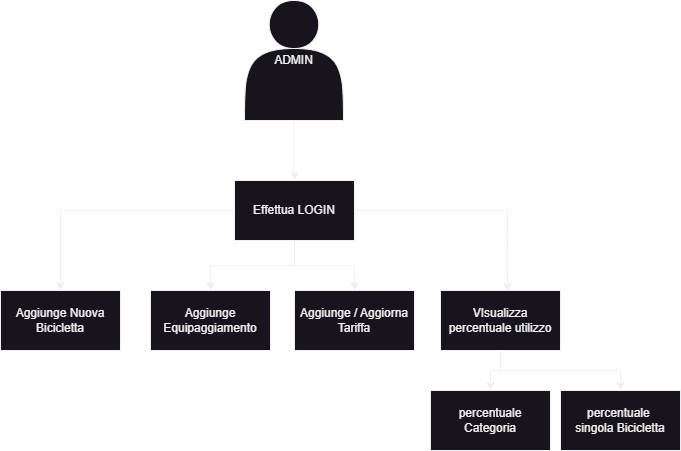 ADMIN
Effettua LOGIN
Aggiunge Nuova
Bicicletta
Aggiunge
Equipaggiamento
Aggiunge / Aggiorna
Tariffa
VIsualizza
percentuale utilizzo
percentuale
Categoria
percentuale
singola Bicicletta